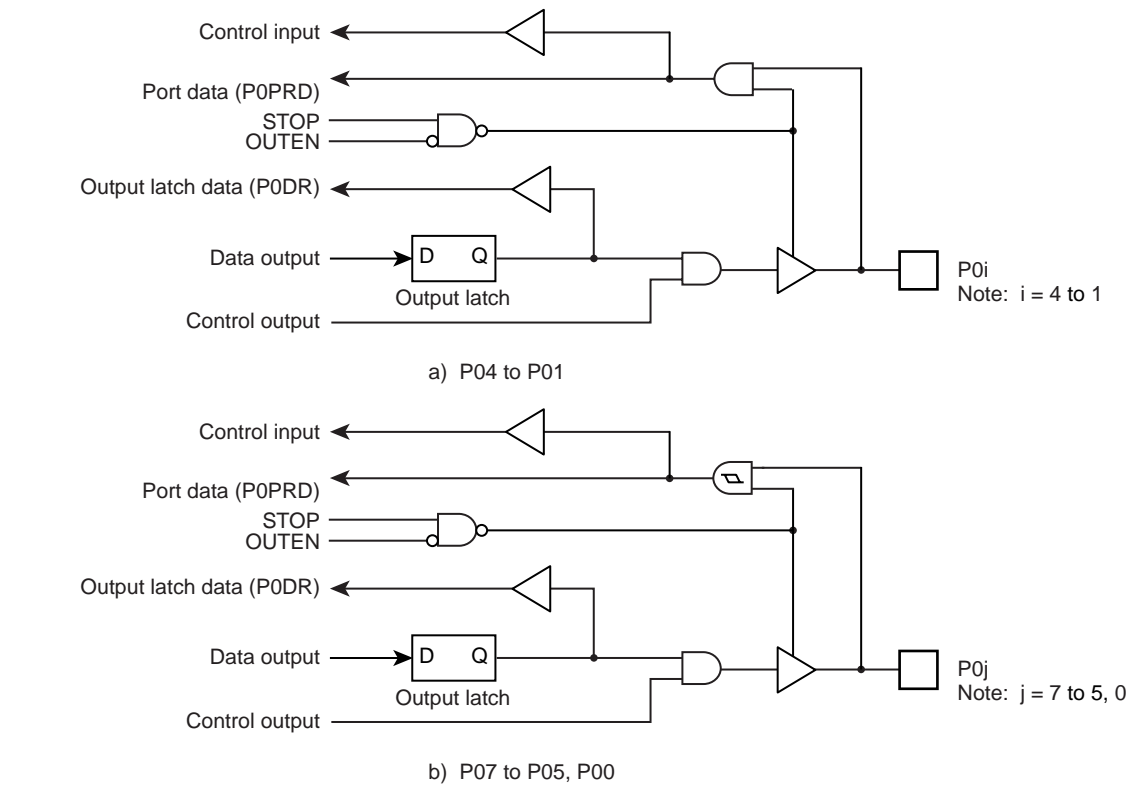 Control input
Port data (P0PRD)
STOP
OUTEN
Output latch data (P0DR)
Data output
D Q
Output latch
Control output
P0i
Note: i = 4 to 1
a) P04 to P01
Control input
Port data (P0PRD)
STOP
OUTEN
Output latch data (P0DR)
Data output
D Q
Output latch
Control output
P0j
Note: j = 7 to 5, 0
b) P07 to P05, P00